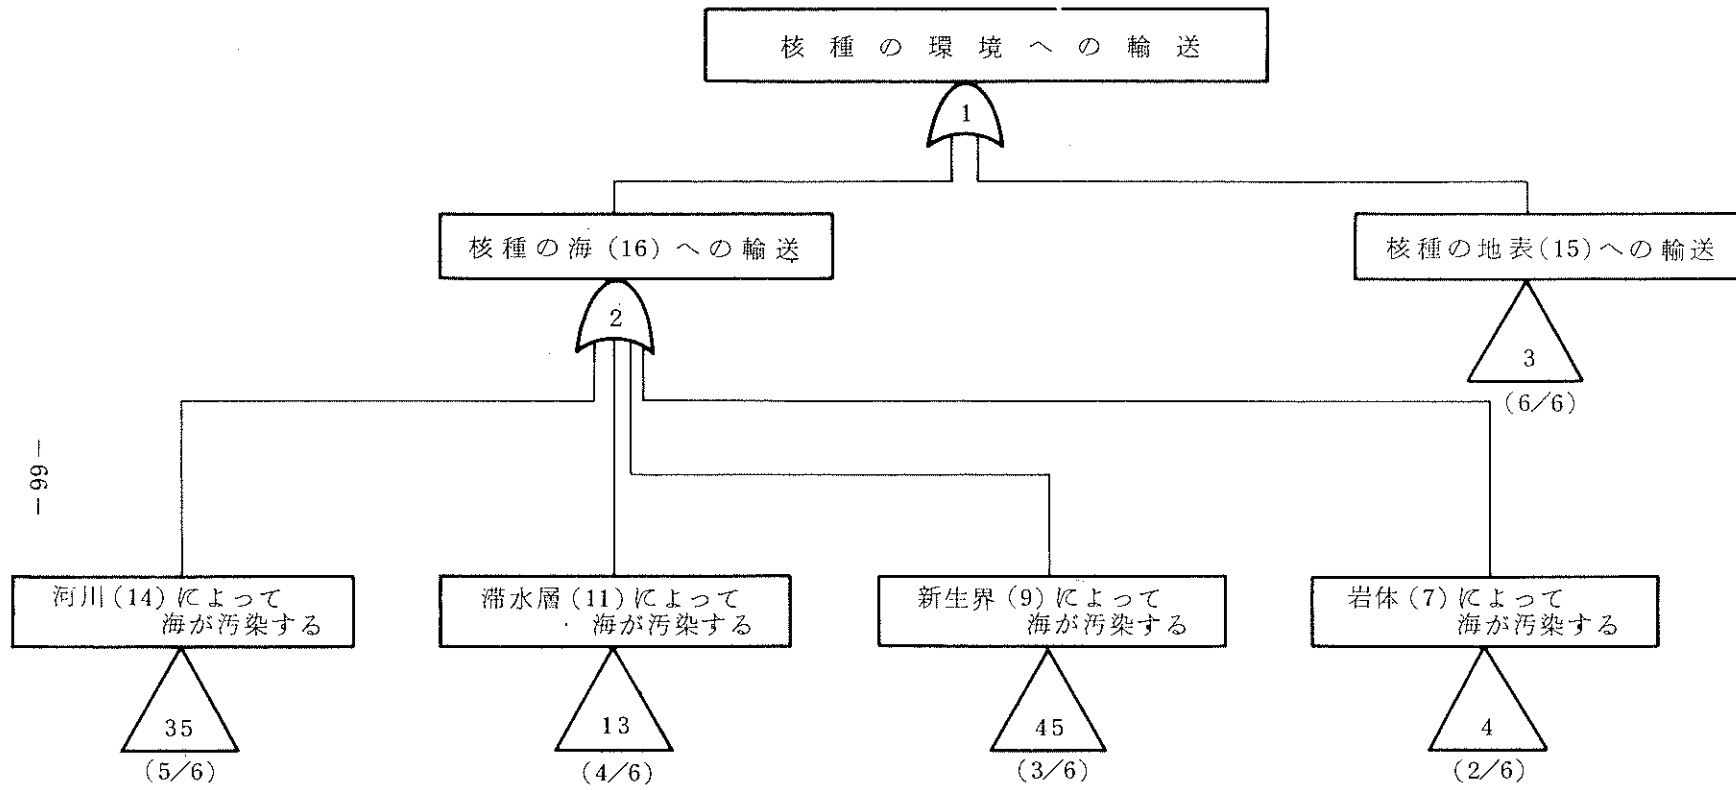 核種の環境への輸送
1
核種の海(16)への輸送
核種の地表(15)への輸送
2
3
(6/6)
-99-
河川(14)によって
海が汚染する
滞水層(11)によって
海が汚染する
新生界(9)によって
海が汚染する
岩体(7)によって
海が汚染する
35
13
45
4
(5/6)
(4/6)
(3/6)
(2/6)